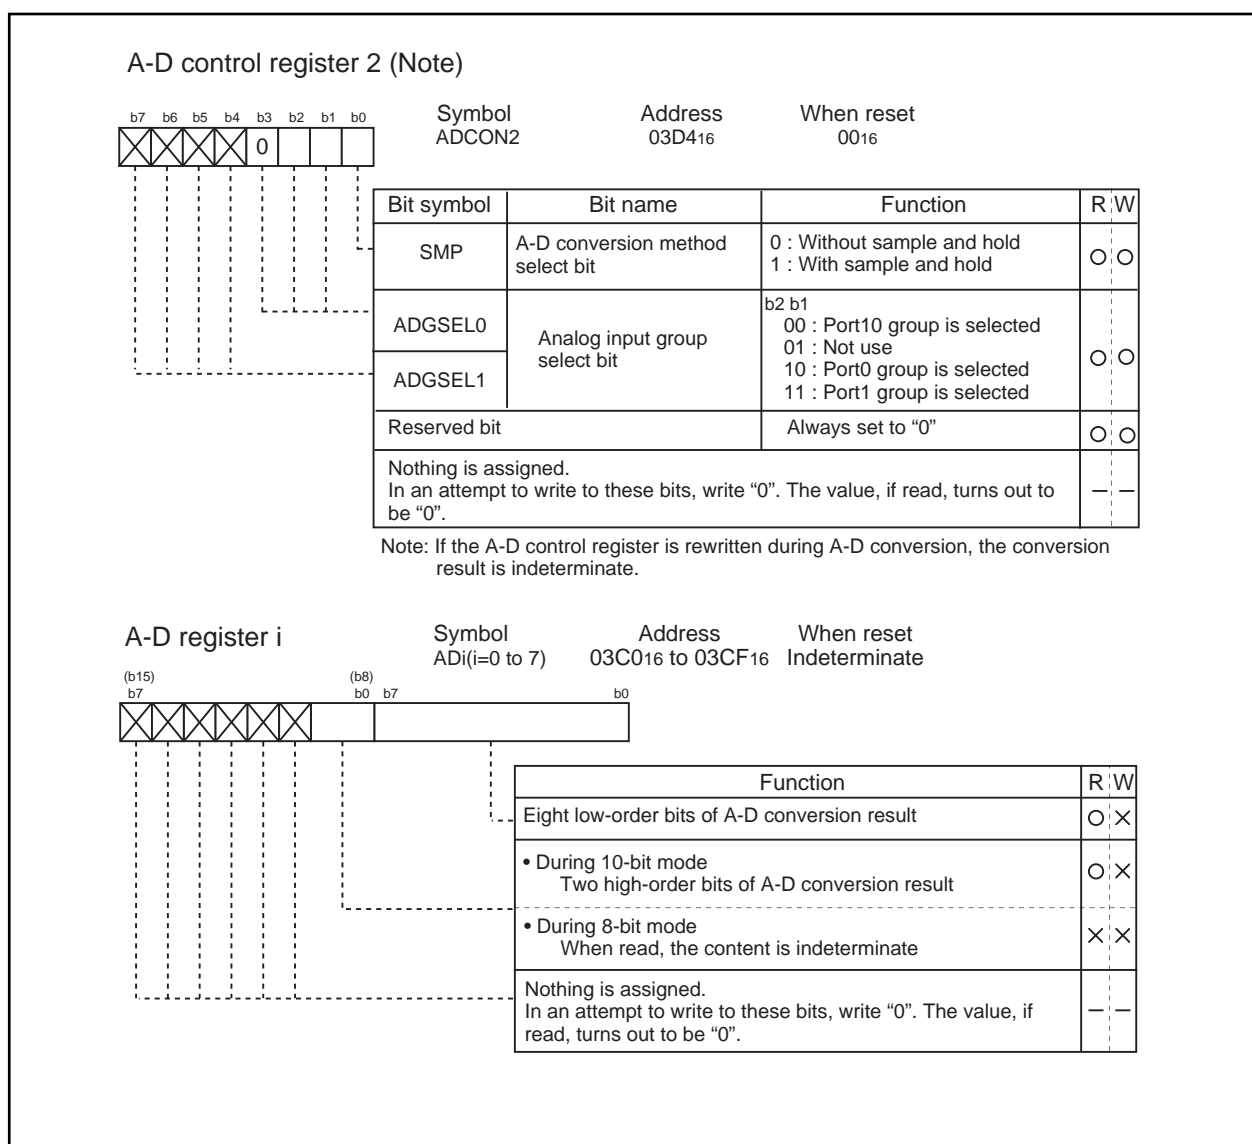 A-D control register 2 (Note)
Symbol Address When reset
ADCON2 03D416 0016
b7 b6 b5 b4 b3 b2 b1 b0
0
Bit symbol Bit name Function R W
SMP
A-D conversion method
select bit
0 : Without sample and hold
1 : With sample and hold
ADGSEL0
ADGSEL1
Analog input group
select bit
b2 b1
00 : Port10 group is selected
01 : Not use
10 : Port0 group is selected
11 : Port1 group is selected
Reserved bit Always set to “0”
Nothing is assigned.
In an attempt to write to these bits, write “0”. The value, if read, turns out to
be “0”.
Note: If the A-D control register is rewritten during A-D conversion, the conversion
result is indeterminate.
A-D register i
Symbol Address When reset
ADi(i=0 to 7) 03C016 to 03CF16 Indeterminate
(b15) (b8)
b7 b0 b7 b0
Function R W
Eight low-order bits of A-D conversion result
• During 10-bit mode
Two high-order bits of A-D conversion result
• During 8-bit mode
When read, the content is indeterminate
Nothing is assigned.
In an attempt to write to these bits, write “0”. The value, if
read, turns out to be “0”.